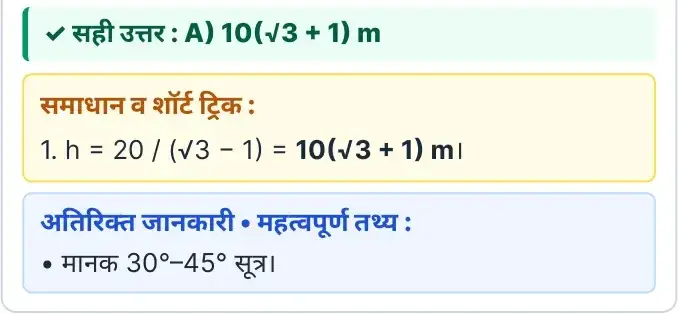 ✓ सही उत्तर : A) 10(√3 + 1) m
समाधान व शॉर्ट ट्रिक :
1. h = 20 / (√3 − 1) = 10(√3 + 1) m।
अतिरिक्त जानकारी • महत्वपूर्ण तथ्य :
• मानक 30°–45° सूत्र।